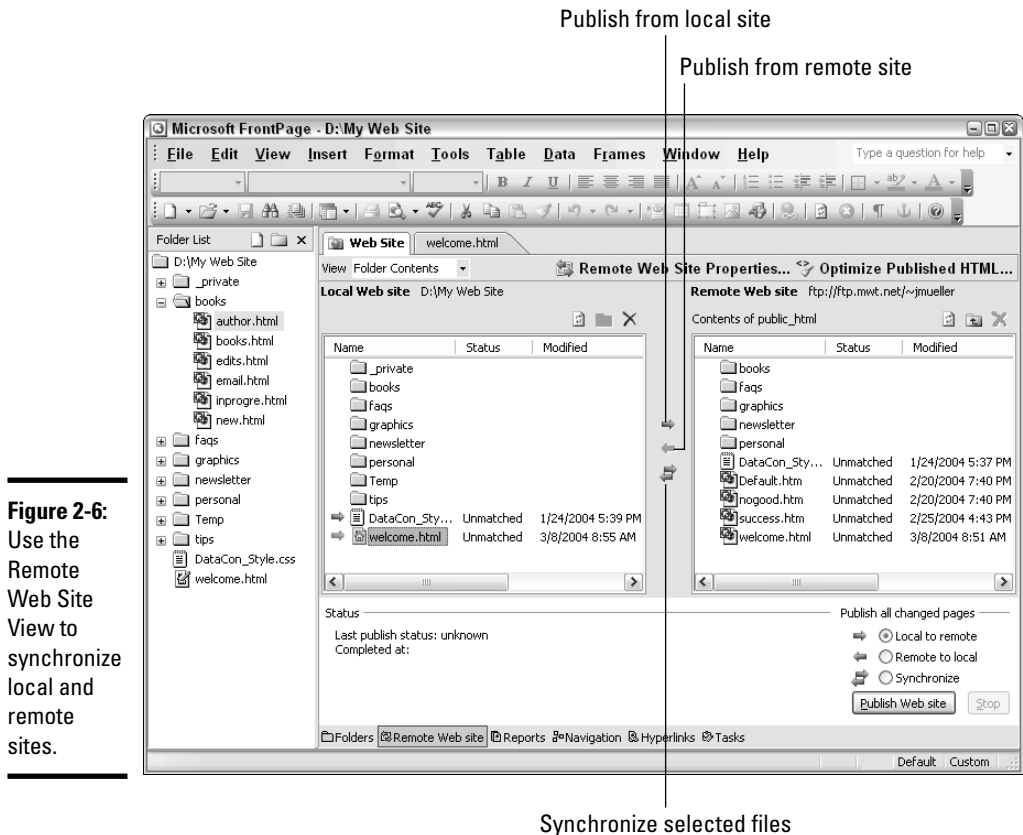 Publish from local site
Publish from remote site
Microsoft FrontPage - D:\My Web Site
File Edit View Insert Format Tools Table Data Frames Window Help
Type a question for help
B I U
Folder List
D:\My Web Site
_private
books
author.html
books.html
edits.html
email.html
inprogre.html
new.html
faqs
graphics
newsletter
personal
Temp
tips
DataCon_Style.css
welcome.html
Web Site
welcome.html
View Folder Contents
Remote Web Site Properties...
Optimize Published HTML...
Local Web site D:\My Web Site
Name Status Modified
_private
books
faqs
graphics
newsletter
personal
Temp
tips
DataCon_Sty... Unmatched 1/24/2004 5:39 PM
welcome.html Unmatched 3/8/2004 8:55 AM
Remote Web site ftp://ftp.mwt.net/~jmueller
Contents of public_html
Name Status Modified
books
faqs
graphics
newsletter
personal
DataCon_Sty... Unmatched 1/24/2004 5:37 PM
Default.htm Unmatched 2/20/2004 7:40 PM
nogood.htm Unmatched 2/20/2004 7:40 PM
success.htm Unmatched 2/25/2004 4:43 PM
welcome.html Unmatched 3/8/2004 8:51 AM
Status
Last publish status: unknown
Completed at:
Publish all changed pages
Local to remote
Remote to local
Synchronize
Publish Web site
Stop
Folders Remote Web site Reports Navigation Hyperlinks Tasks
Default Custom
Synchronize selected files
Figure 2-6:
Use the
Remote
Web Site
View to
synchronize
local and
remote
sites.